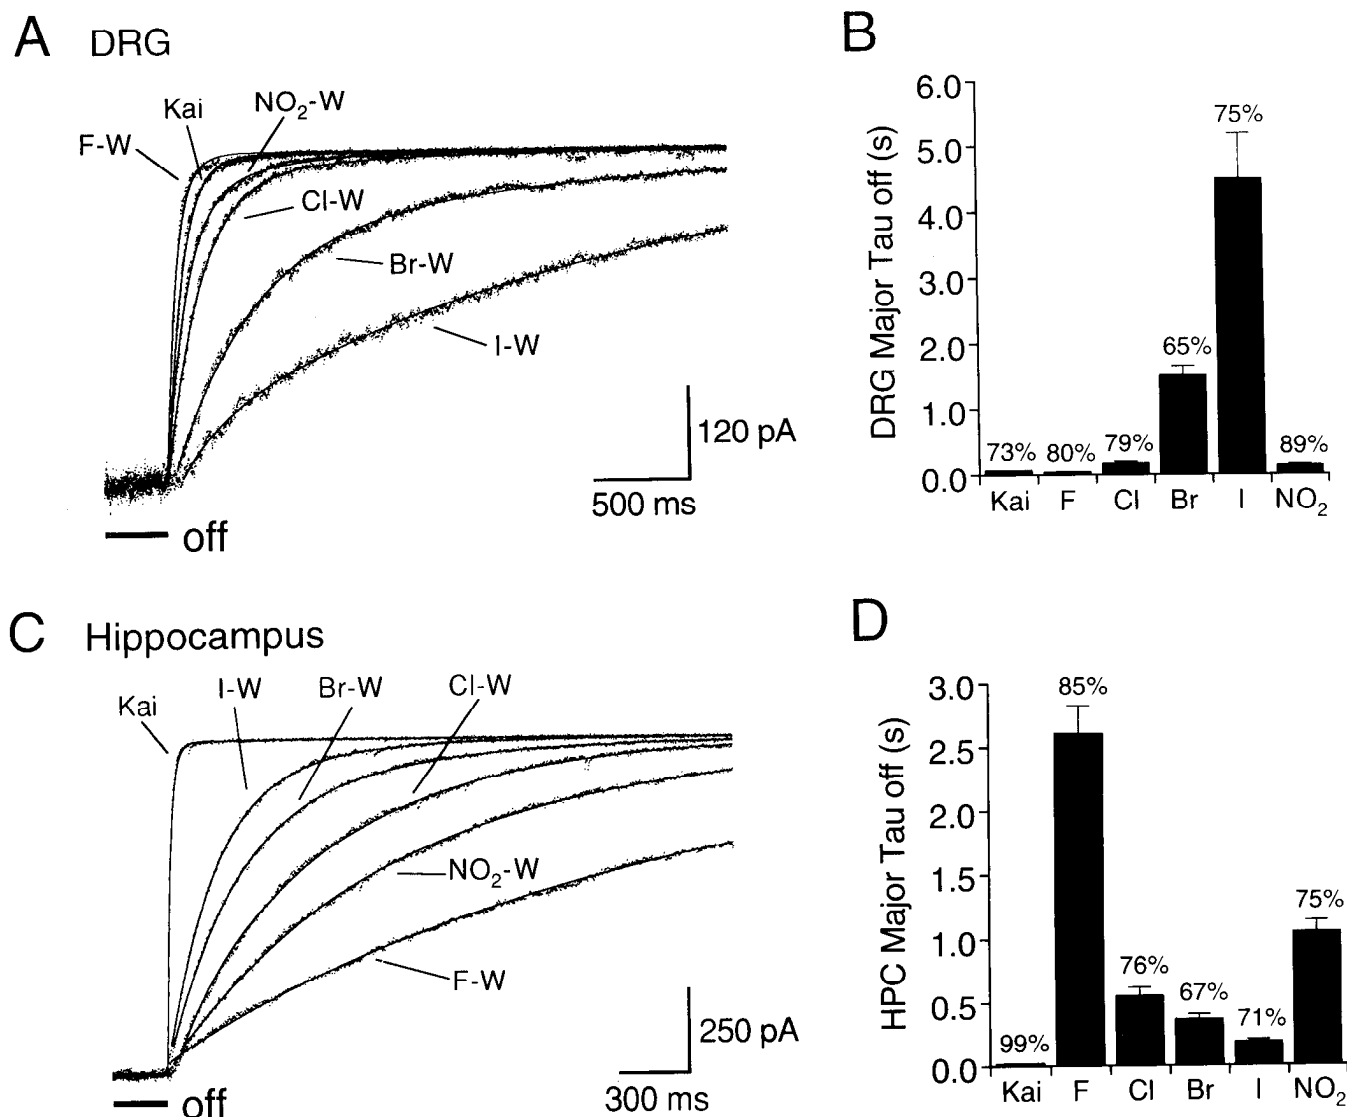 A DRG
Kai
NO2-W
F-W
Cl-W
Br-W
I-W
120 pA
500 ms
off
B
DRG Major Tau off (s)
6.0
5.0
4.0
3.0
2.0
1.0
0.0
73%
80%
79%
65%
75%
89%
Kai F Cl Br I NO2
C Hippocampus
Kai
I-W
Br-W
Cl-W
NO2-W
F-W
250 pA
300 ms
off
D
HPC Major Tau off (s)
3.0
2.5
2.0
1.5
1.0
0.5
0.0
99%
85%
76%
67%
71%
75%
Kai F Cl Br I NO2